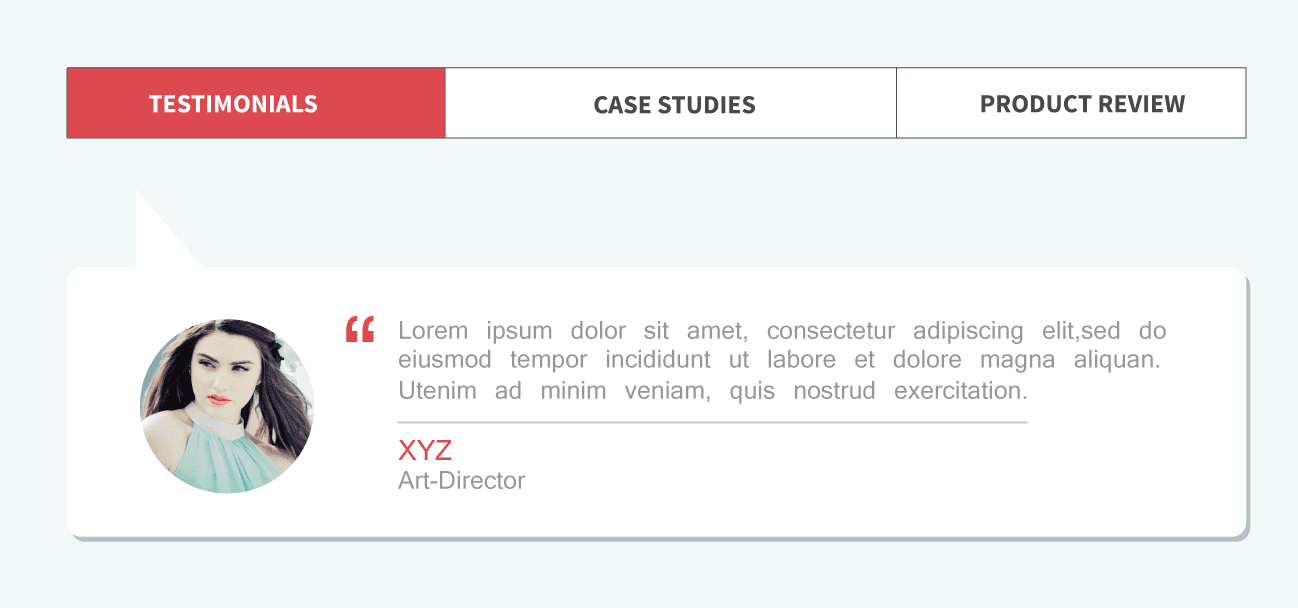 TESTIMONIALS
CASE STUDIES
PRODUCT REVIEW
“ Lorem ipsum dolor sit amet, consectetur adipiscing elit,sed do
eiusmod tempor incididunt ut labore et dolore magna aliquan.
Utenim ad minim veniam, quis nostrud exercitation.
XYZ
Art-Director